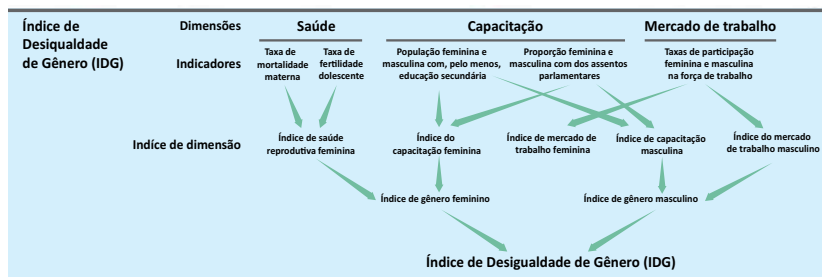 Índice de
Desiqualdade
de Gênero (IDG)
Dimensões
Saúde
Capacitação
Mercado de trabalho
Indicadores
Taxa de
mortalidade
materna
Taxa de
fertilidade
dolescente
População feminina e
masculina com, pelo menos,
educação secundária
Proporção feminina e
masculina com dos assentos
parlamentares
Taxas de participação
feminina e masculina
na força de trabalho
Indíce de dimensão
Índice de saúde
reprodutiva feminina
Índice do
capacitação feminina
Índice de mercado de
trabalho feminina
Índice de capacitação
masculina
Índice do mercado
de trabalho masculino
Índice de gênero feminino
Índice de gênero masculino
Índice de Desigualdade de Gênero (IDG)